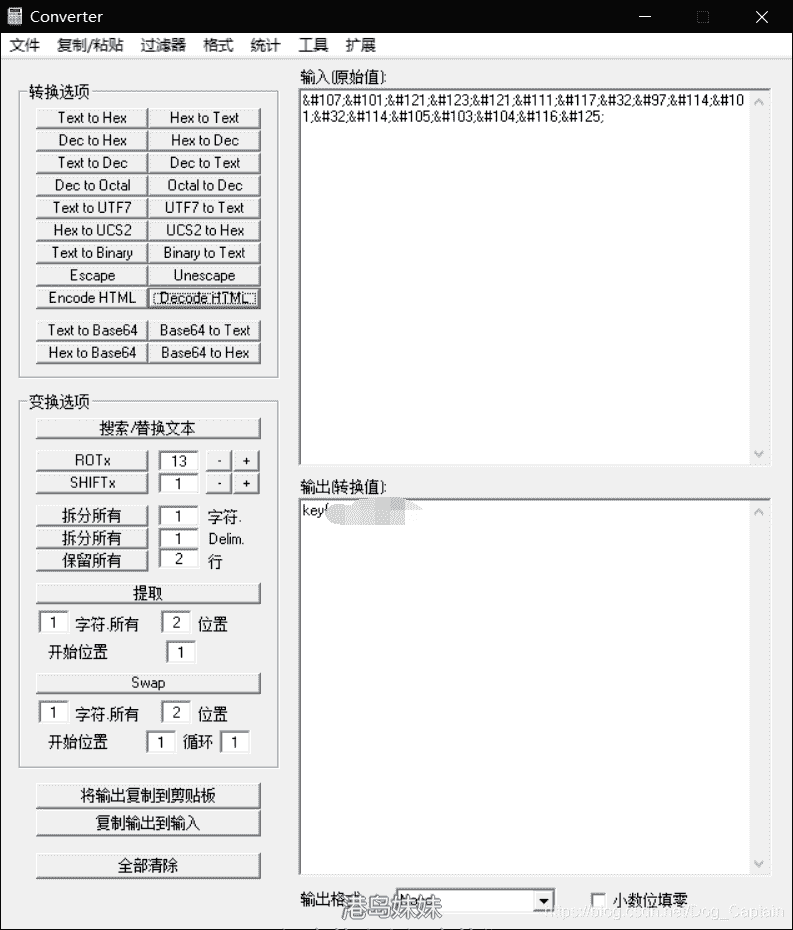 Converter
文件 复制/粘贴 过滤器 格式 统计 工具 扩展
转换选项
Text to Hex Hex to Text
Dec to Hex Hex to Dec
Text to Dec Dec to Text
Dec to Octal Octal to Dec
Text to UTF7 UTF7 to Text
Hex to UCS2 UCS2 to Hex
Text to Binary Binary to Text
Escape Unescape
Encode HTML Decode HTML
Text to Base64 Base64 to Text
Hex to Base64 Base64 to Hex
变换选项
搜索/替换文本
ROTx 13 - +
SHIFTx 1 - +
拆分所有 1 字符.
拆分所有 1 Delim.
保留所有 2 行
提取
1 字符.所有 2 位置
开始位置 1
Swap
1 字符.所有 2 位置
开始位置 1 循环 1
将输出复制到剪贴板
复制输出到输入
全部清除
输入(原始值):
&#107;&#101;&#121;&#123;&#121;&#111;&#117;&#32;&#97;&#114;&#10
1;&#32;&#114;&#105;&#103;&#104;&#116;&#125;
输出(转换值):
key{
输出格式 小数位填零
港岛妹妹
https://blog.csdn.net/Dog_Captain